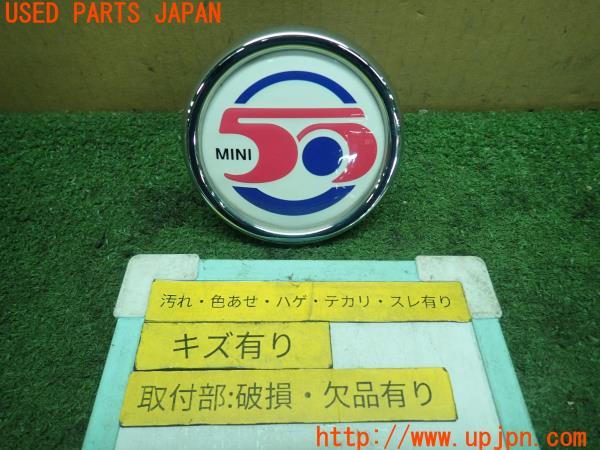 USED PARTS JAPAN
MINI 50
汚れ・色あせ・ハゲ・テカリ・スレ有り
キズ有り
取付部:破損・欠品有り
http://www.upjpn.com